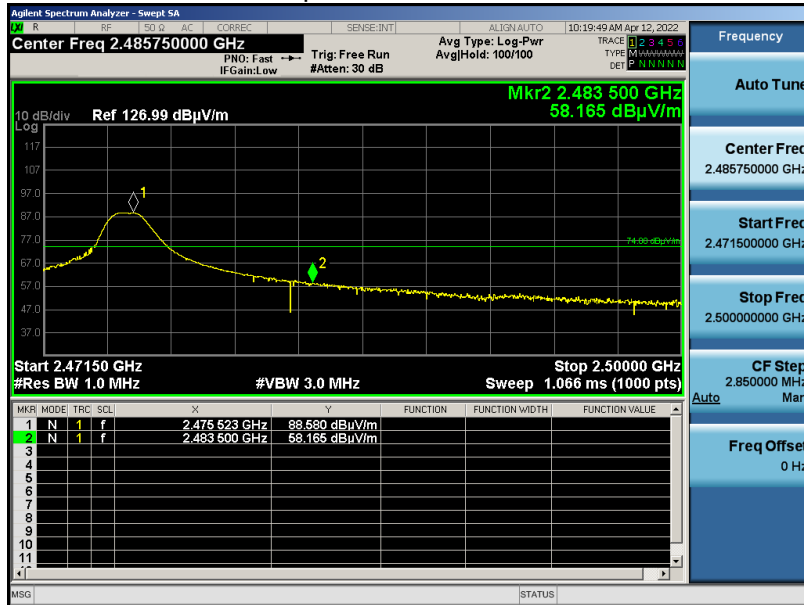 Agilent Spectrum Analyzer - Swept SA
LXI R RF 50 Ω AC CORREC SENSE:INT ALIGN AUTO 10:19:49 AM Apr 12, 2022
Center Freq 2.485750000 GHz
PNO: Fast
IFGain:Low
Trig: Free Run
#Atten: 30 dB
Avg Type: Log-Pwr
Avg|Hold: 100/100
TRACE 1 2 3 4 5 6
TYPE M
DET P N N N N N
Mkr2 2.483 500 GHz
58.165 dBµV/m
10 dB/div Ref 126.99 dBµV/m
Log
117
107
97.0
87.0
77.0
67.0
57.0
47.0
37.0
1
2
74.00 dBµV/m
Start 2.47150 GHz Stop 2.50000 GHz
#Res BW 1.0 MHz #VBW 3.0 MHz Sweep 1.066 ms (1000 pts)
MKR MODE TRC SCL X Y FUNCTION FUNCTION WIDTH FUNCTION VALUE
1 N 1 f 2.475 523 GHz 88.580 dBµV/m
2 N 1 f 2.483 500 GHz 58.165 dBµV/m
3
4
5
6
7
8
9
10
11
MSG STATUS
Frequency
Auto Tune
Center Freq
2.485750000 GHz
Start Freq
2.471500000 GHz
Stop Freq
2.500000000 GHz
CF Step
2.850000 MHz
Auto Man
Freq Offset
0 Hz